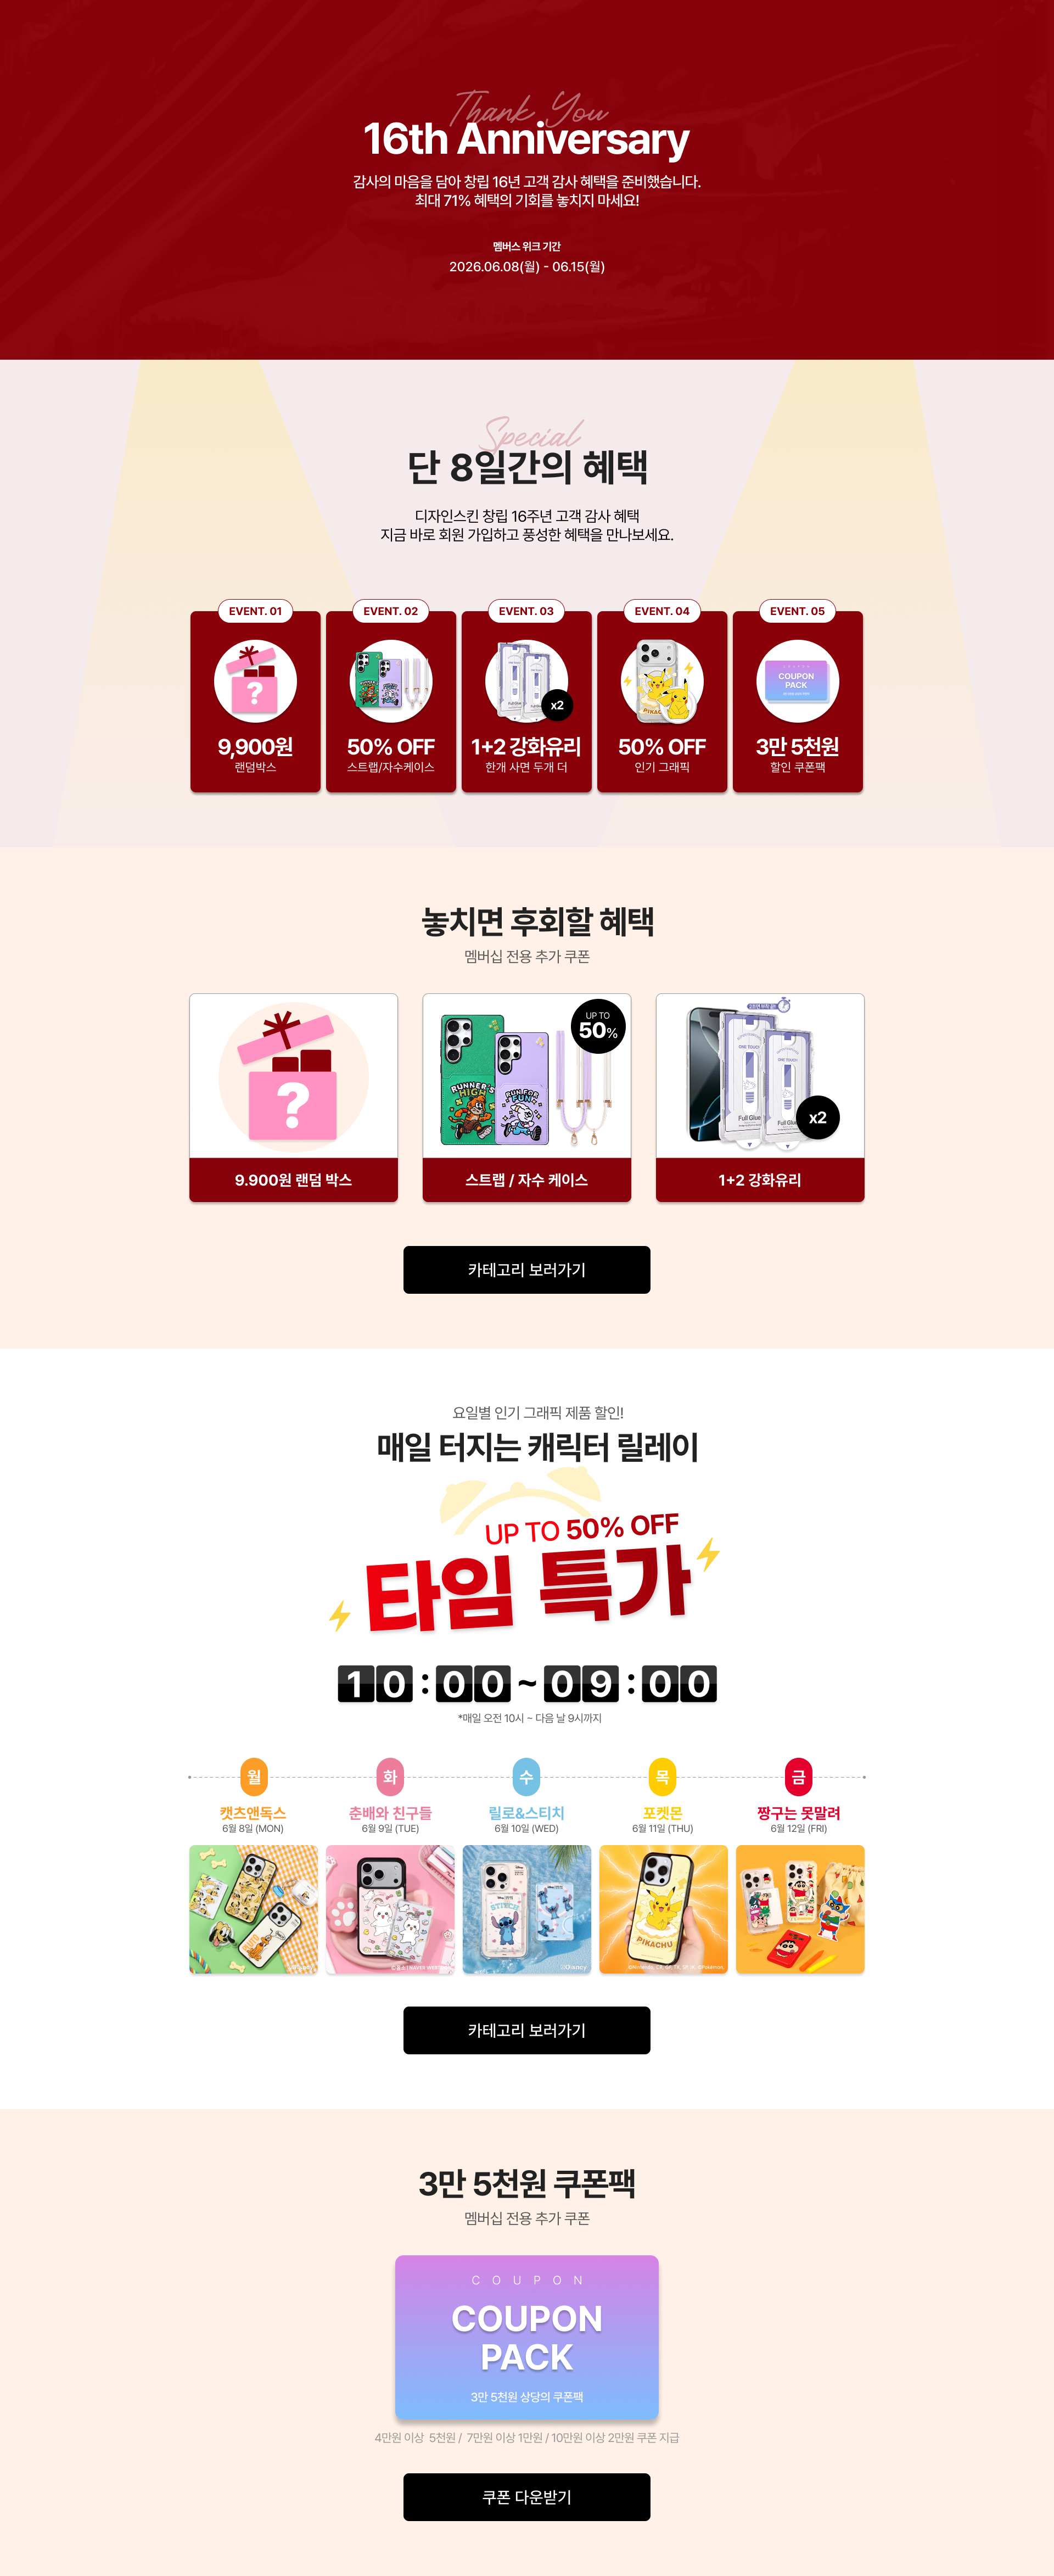 Thank You
16th Anniversary
감사의 마음을 담아 창립 16년 고객 감사 혜택을 준비했습니다.
최대 71% 혜택의 기회를 놓치지 마세요!
멤버스 위크 기간
2026.06.08(월) - 06.15(월)
Special
단 8일간의 혜택
디자인스킨 창립 16주년 고객 감사 혜택
지금 바로 회원 가입하고 풍성한 혜택을 만나보세요.
EVENT. 01
?
9,900원
랜덤박스
EVENT. 02
50% OFF
스트랩/자수케이스
EVENT. 03
x2
1+2 강화유리
한개 사면 두개 더
EVENT. 04
50% OFF
인기 그래픽
EVENT. 05
COUPON
COUPON
PACK
3만 5천원
할인 쿠폰팩
놓치면 후회할 혜택
멤버십 전용 추가 쿠폰
?
9.900원 랜덤 박스
UP TO
50%
RUNNER'S
HIGH
RUN FOR
FUN
스트랩 / 자수 케이스
ONE TOUCH
Full Glue
x2
1+2 강화유리
카테고리 보러가기
요일별 인기 그래픽 제품 할인!
매일 터지는 캐릭터 릴레이
UP TO 50% OFF
타임 특가
10:00~09:00
*매일 오전 10시 ~ 다음 날 9시까지
월
캣츠앤독스
6월 8일 (MON)
화
춘배와 친구들
6월 9일 (TUE)
수
릴로&스티치
6월 10일 (WED)
STITCH
©Disney
목
포켓몬
6월 11일 (THU)
PIKACHU
금
짱구는 못말려
6월 12일 (FRI)
카테고리 보러가기
3만 5천원 쿠폰팩
멤버십 전용 추가 쿠폰
COUPON
COUPON
PACK
3만 5천원 상당의 쿠폰팩
4만원 이상 5천원 / 7만원 이상 1만원 / 10만원 이상 2만원 쿠폰 지급
쿠폰 다운받기